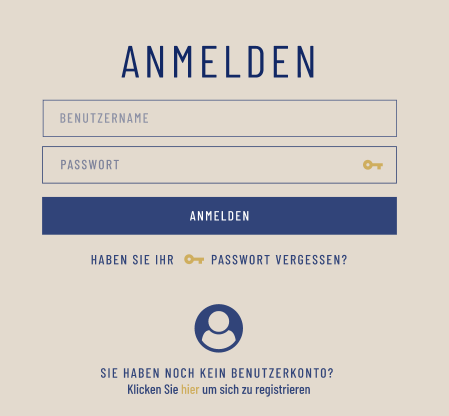 ANMELDEN
BENUTZERNAME
PASSWORT
ANMELDEN
HABEN SIE IHR PASSWORT VERGESSEN?
SIE HABEN NOCH KEIN BENUTZERKONTO?
Klicken Sie hier um sich zu registrieren